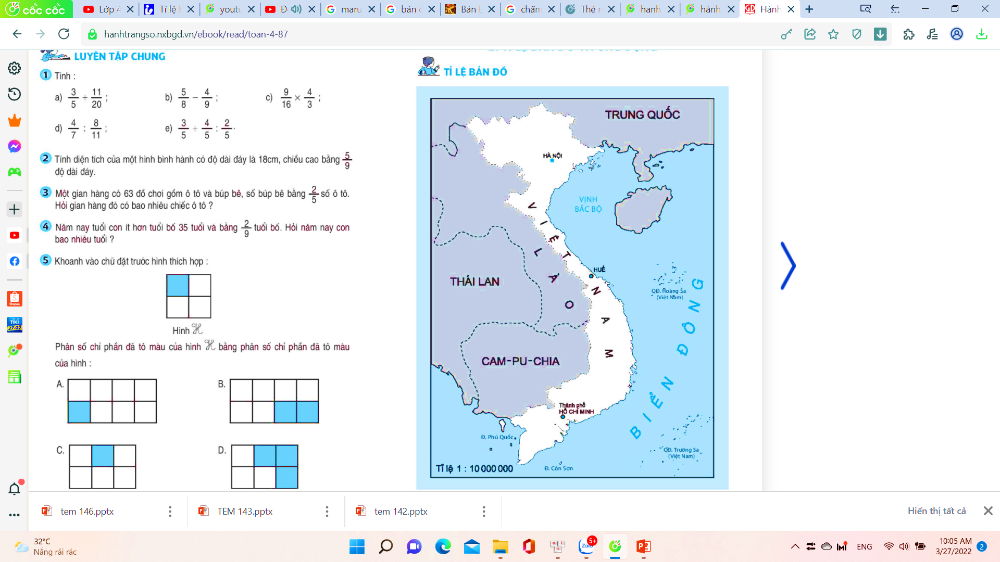 cốc cốc
Lớp 4
Tỉ lệ
youtu
Đ
maru
bản c
Bản
chấm
Thẻ n
hanh
hành
Hành
hanhtrangso.nxbgd.vn/ebook/read/toan-4-87
LUYỆN TẬP CHUNG
1 Tính :
a) 3/5 + 11/20 ;
b) 5/8 − 4/9 ;
c) 9/16 × 4/3 ;
d) 4/7 : 8/11 ;
e) 3/5 + 4/5 : 2/5 .
2 Tính diện tích của một hình bình hành có độ dài đáy là 18cm, chiều cao bằng 5/9
độ dài đáy.
3 Một gian hàng có 63 đồ chơi gồm ô tô và búp bê, số búp bê bằng 2/5 số ô tô.
Hỏi gian hàng đó có bao nhiêu chiếc ô tô ?
4 Năm nay tuổi con ít hơn tuổi bố 35 tuổi và bằng 2/9 tuổi bố. Hỏi năm nay con
bao nhiêu tuổi ?
5 Khoanh vào chữ đặt trước hình thích hợp :
Hình H
Phân số chỉ phần đã tô màu của hình H bằng phân số chỉ phần đã tô màu
của hình :
A.
B.
C.
D.
TỈ LỆ BẢN ĐỒ
TRUNG QUỐC
HÀ NỘI
VỊNH
BẮC BỘ
VIỆT NAM
LÀO
THÁI LAN
HUẾ
QĐ. Hoàng Sa
(Việt Nam)
BIỂN ĐÔNG
CAM-PU-CHIA
Thành phố
HỒ CHÍ MINH
Đ. Phú Quốc
QĐ. Trường Sa
(Việt Nam)
Đ. Côn Sơn
Tỉ lệ 1 : 10 000 000
Shopee
TIKI
27.03
tem 146.pptx
TEM 143.pptx
tem 142.pptx
Hiển thị tất cả
32°C
Nắng rải rác
Zalo
5+
ENG
10:05 AM
3/27/2022
2